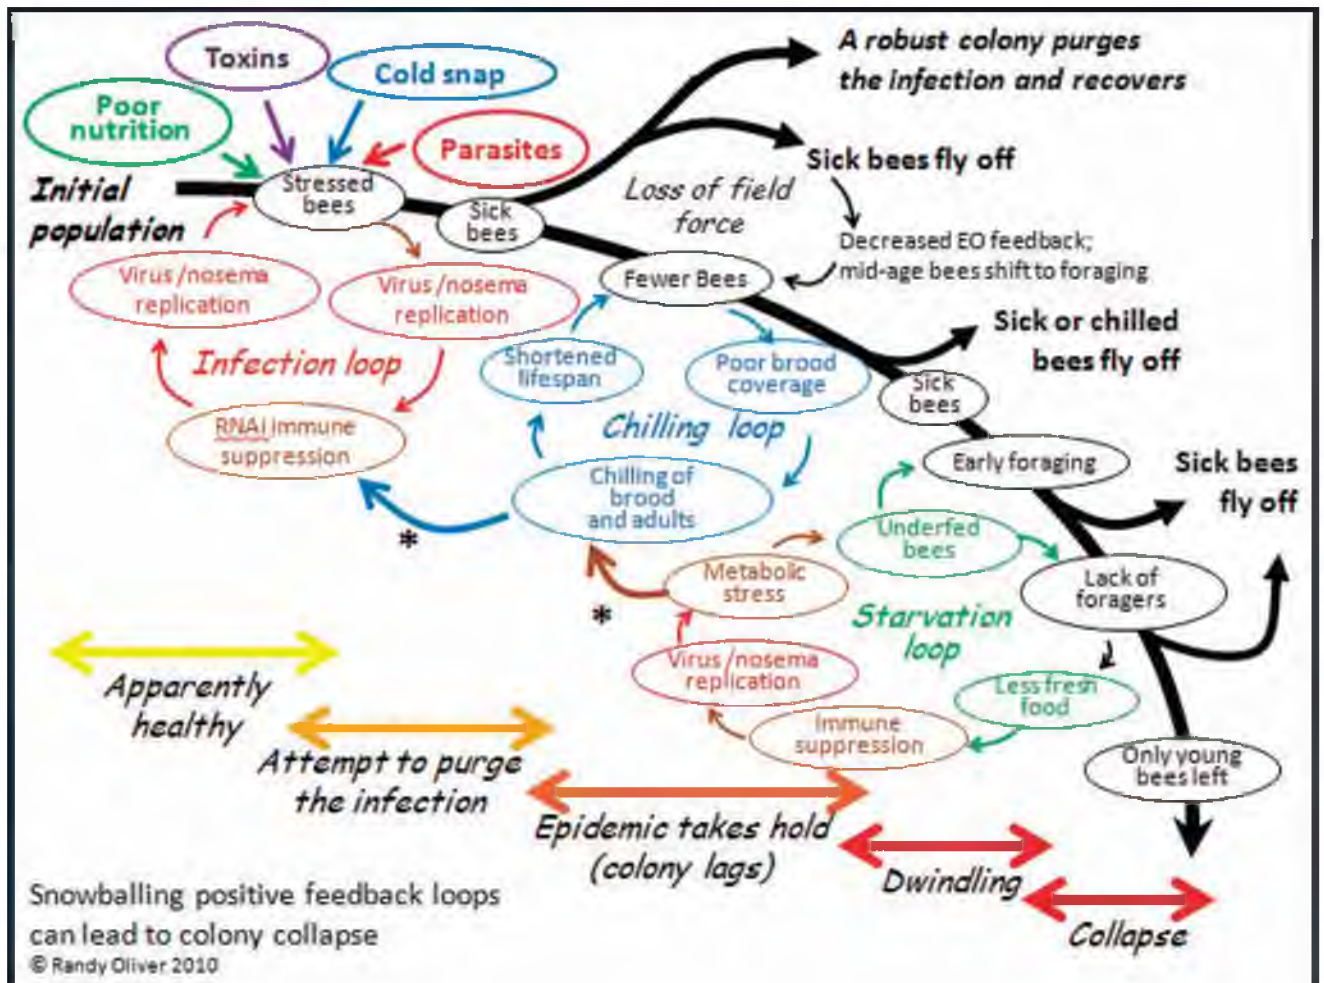 Toxins
Cold snap
Poor
nutrition
Parasites
A robust colony purges
the infection and recovers
Initial
population
Stressed
bees
Sick
bees
Loss of field
force
Sick bees fly off
Decreased EO feedback;
mid-age bees shift to foraging
Fewer Bees
Virus/nosema
replication
Virus/nosema
replication
Infection loop
RNAI immune
suppression
Shortened
lifespan
Poor brood
coverage
Chilling loop
Chilling of
brood
and adults
*
Sick or chilled
bees fly off
Sick
bees
Early foraging
Sick bees
fly off
Underfed
bees
Metabolic
stress
*
Lack of
foragers
Starvation
loop
Virus/nosema
replication
Less fresh
food
Immune
suppression
Only young
bees left
Apparently
healthy
Attempt to purge
the infection
Epidemic takes hold
(colony lags)
Dwindling
Collapse
Snowballing positive feedback loops
can lead to colony collapse
© Randy Oliver 2010